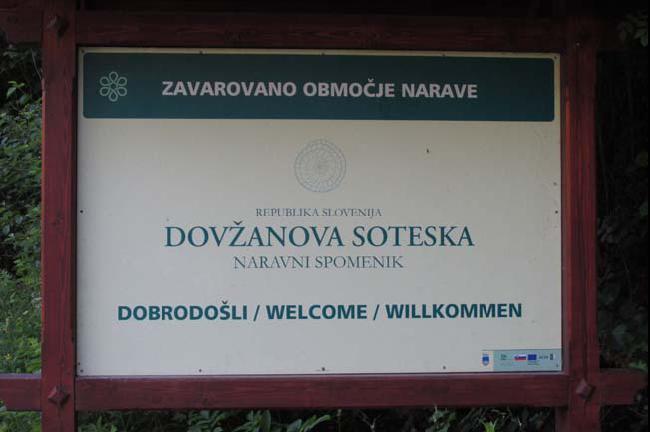 ZAVAROVANO OBMOČJE NARAVE
REPUBLIKA SLOVENIJA
DOVŽANOVA SOTESKA
NARAVNI SPOMENIK
DOBRODOŠLI / WELCOME / WILLKOMMEN